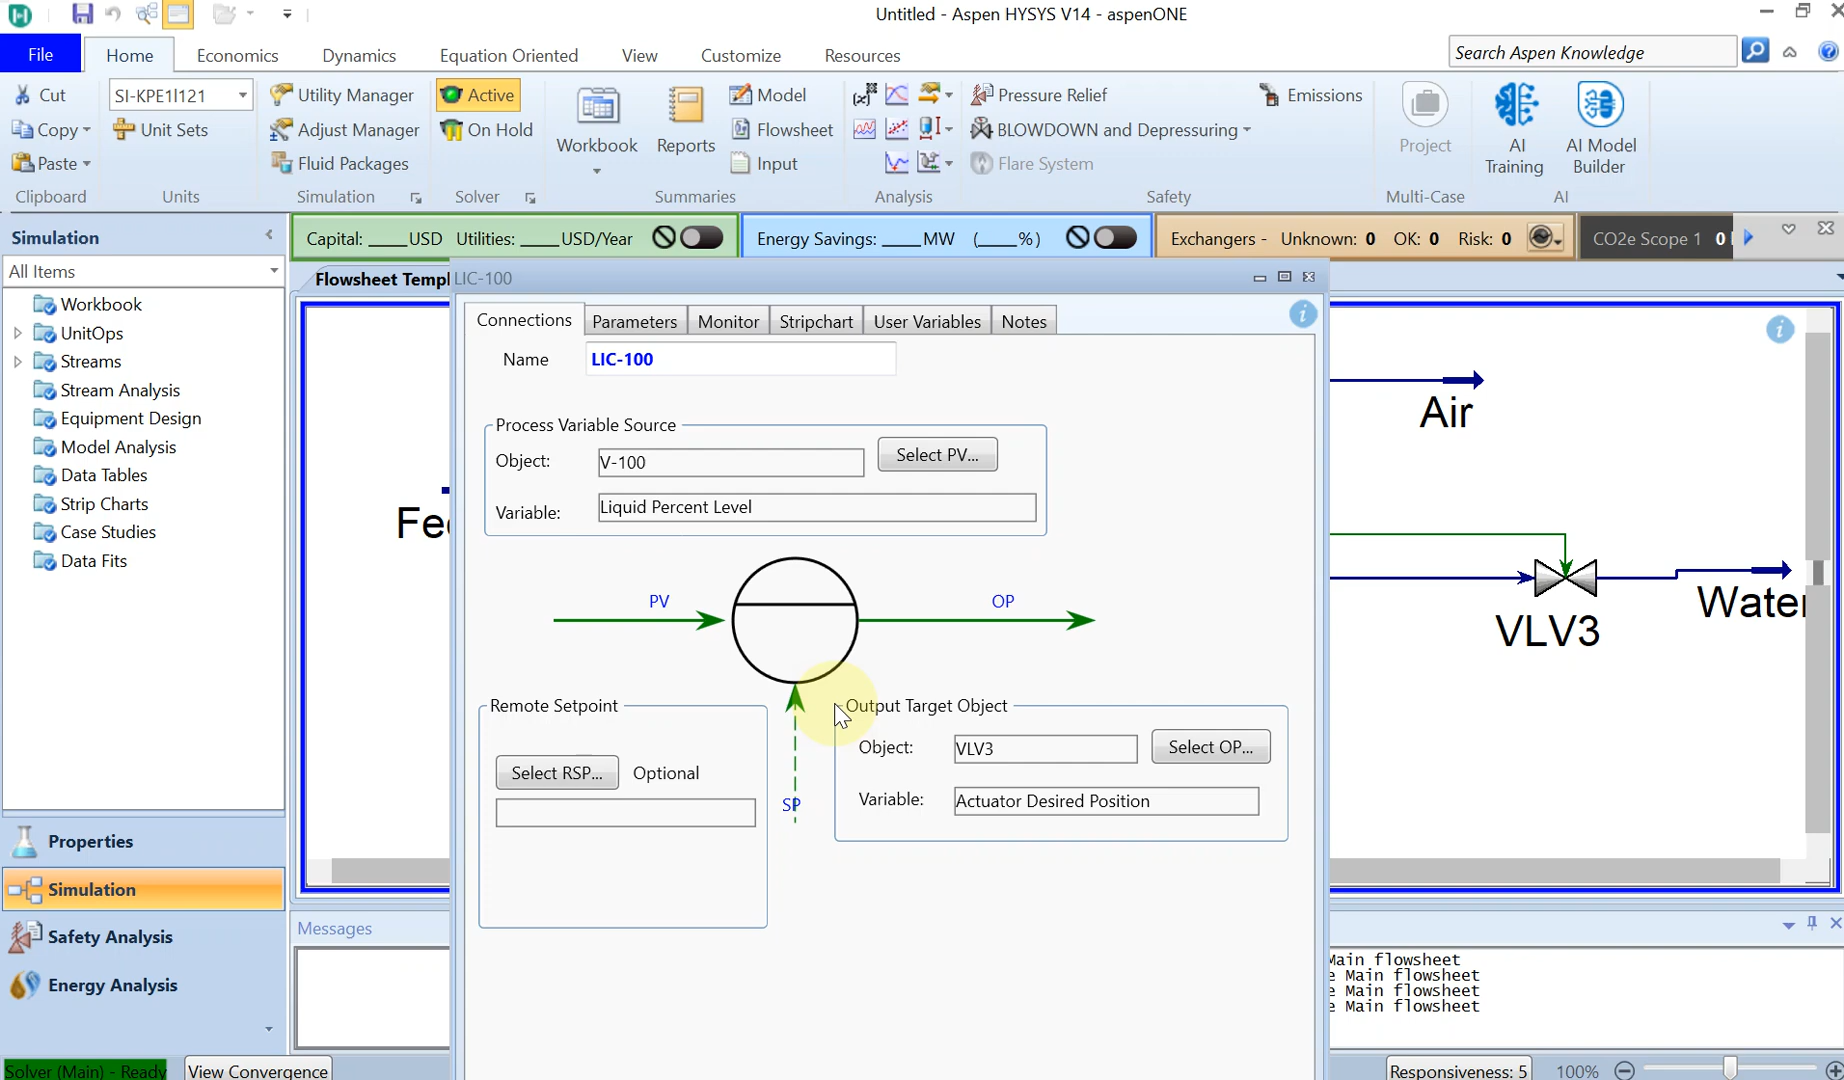 Untitled - Aspen HYSYS V14 - aspenONE
File
Home
Economics
Dynamics
Equation Oriented
View
Customize
Resources
Search Aspen Knowledge
Cut
Copy
Paste
Clipboard
SI-KPE1l121
Unit Sets
Units
Utility Manager
Adjust Manager
Fluid Packages
Simulation
Active
On Hold
Solver
Workbook
Reports
Model
Flowsheet
Input
Summaries
Analysis
Pressure Relief
BLOWDOWN and Depressuring
Flare System
Emissions
Safety
Project
Multi-Case
AI
Training
AI Model
Builder
AI
Simulation
All Items
Workbook
UnitOps
Streams
Stream Analysis
Equipment Design
Model Analysis
Data Tables
Strip Charts
Case Studies
Data Fits
Properties
Simulation
Safety Analysis
Energy Analysis
Capital: ____USD Utilities: ____USD/Year
Energy Savings: ____MW (____%)
Exchangers - Unknown: 0 OK: 0 Risk: 0
CO2e Scope 1 0
Flowsheet Templ
LIC-100
Connections
Parameters
Monitor
Stripchart
User Variables
Notes
Name
LIC-100
Process Variable Source
Object:
V-100
Select PV...
Variable:
Liquid Percent Level
PV
OP
SP
Remote Setpoint
Select RSP...
Optional
Output Target Object
Object:
VLV3
Select OP...
Variable:
Actuator Desired Position
Fee
Air
VLV3
Water
Messages
Main flowsheet
e Main flowsheet
e Main flowsheet
e Main flowsheet
Solver (Main) - Ready
View Convergence
Responsiveness: 5
100%